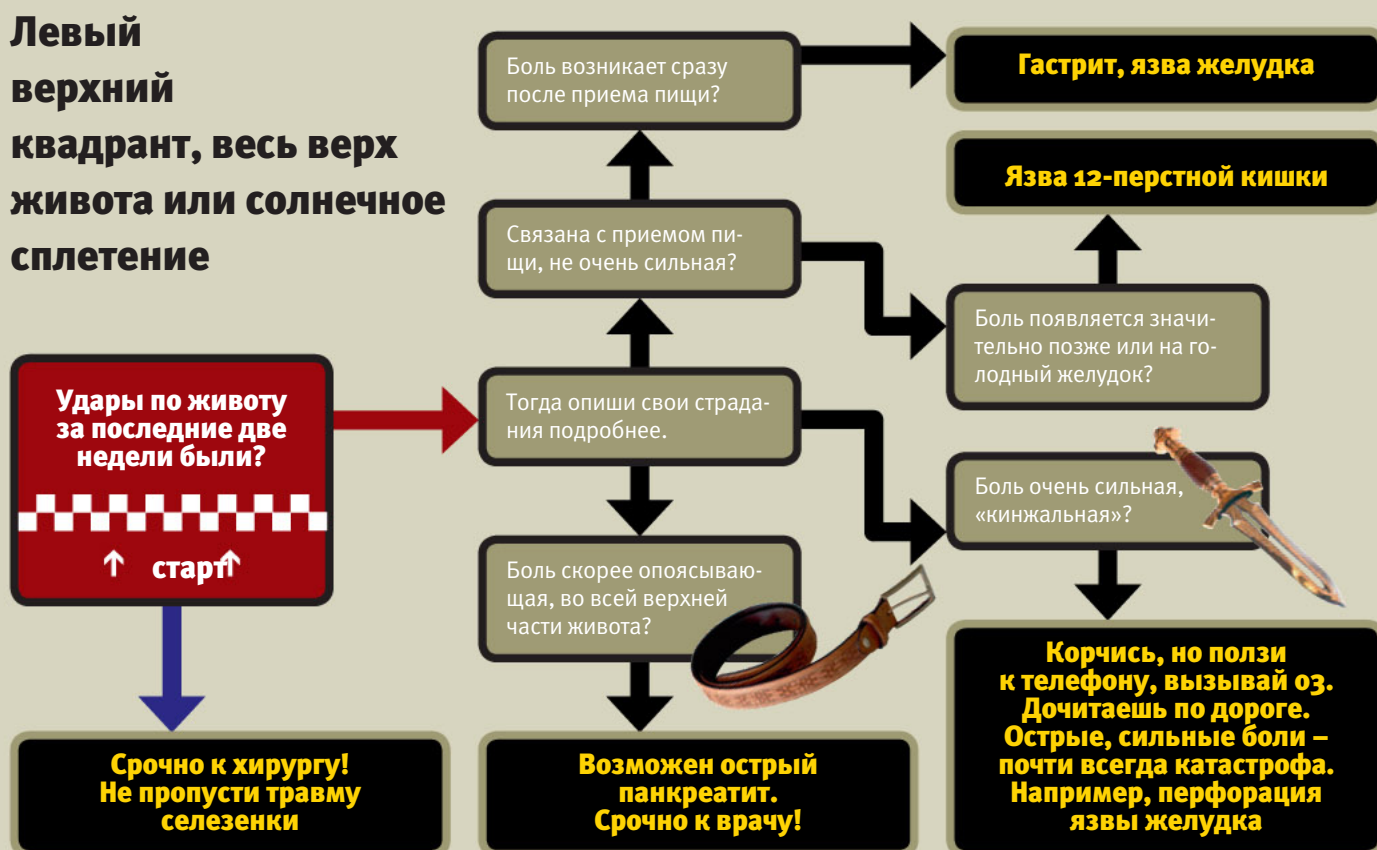 Левый
верхний
квадрант, весь верх
живота или солнечное
сплетение
Боль возникает сразу
после приема пищи?
Гастрит, язва желудка
Язва 12-перстной кишки
Связана с приемом пи-
щи, не очень сильная?
Боль появляется значи-
тельно позже или на го-
лодный желудок?
Удары по животу
за последние две
недели были?
↑ старт↑
Тогда опиши свои страда-
ния подробнее.
Боль очень сильная,
«кинжальная»?
Боль скорее опоясываю-
щая, во всей верхней
части живота?
Срочно к хирургу!
Не пропусти травму
селезенки
Возможен острый
панкреатит.
Срочно к врачу!
Корчись, но ползи
к телефону, вызывай 03.
Дочитаешь по дороге.
Острые, сильные боли –
почти всегда катастрофа.
Например, перфорация
язвы желудка